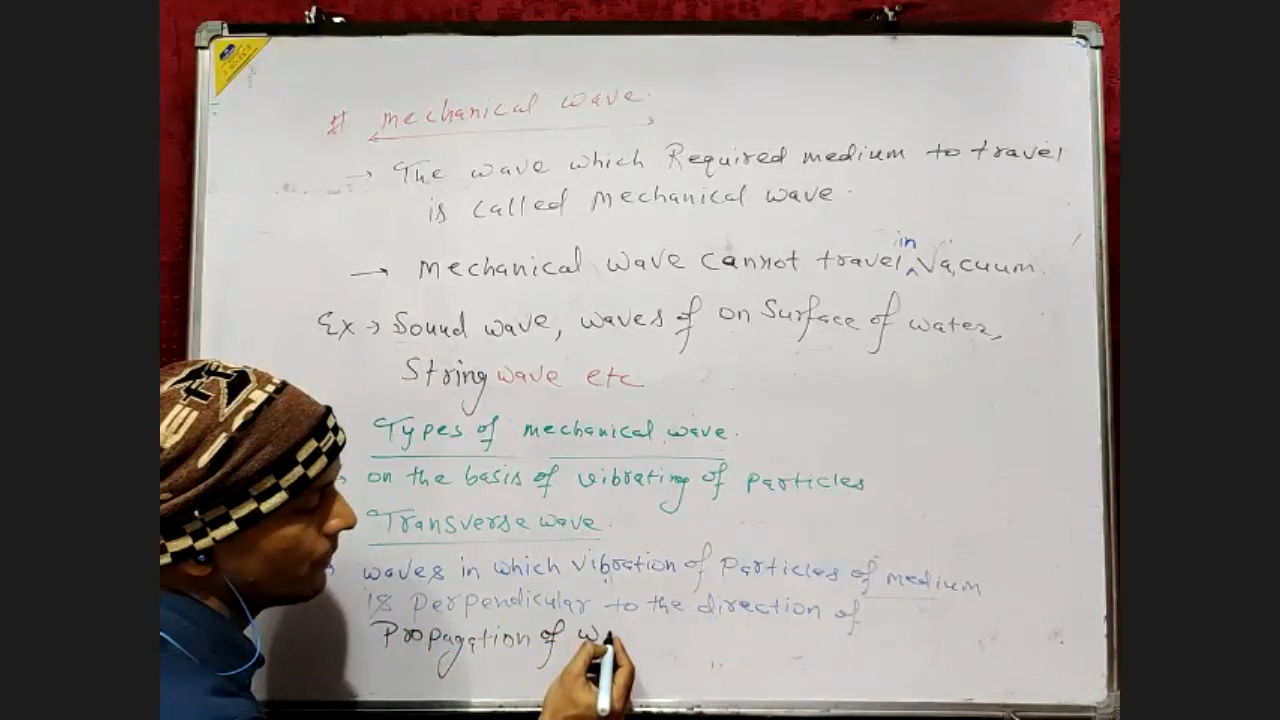 # Mechanical wave.
→ The wave which Required medium to travel
is called mechanical wave.
→ Mechanical wave cannot travel in Vacuum.
Ex → Sound wave, waves of on Surface of water,
String wave etc
Types of mechanical wave.
on the basis of vibrating of particles
Transverse wave.
waves in which vibration of particles of medium
is perpendicular to the direction of
Propagation of w